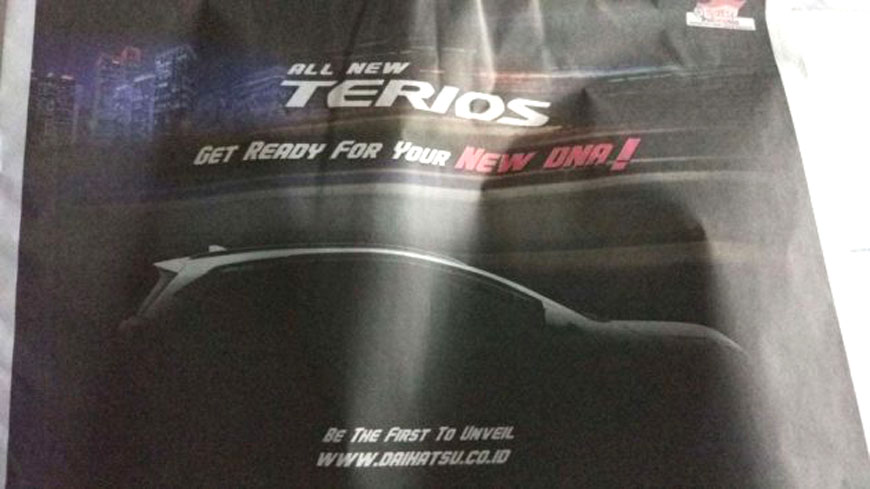 ALL NEW
TERIOS
GET READY FOR YOUR NEW DNA!
BE THE FIRST TO UNVEIL
WWW.DAIHATSU.CO.ID